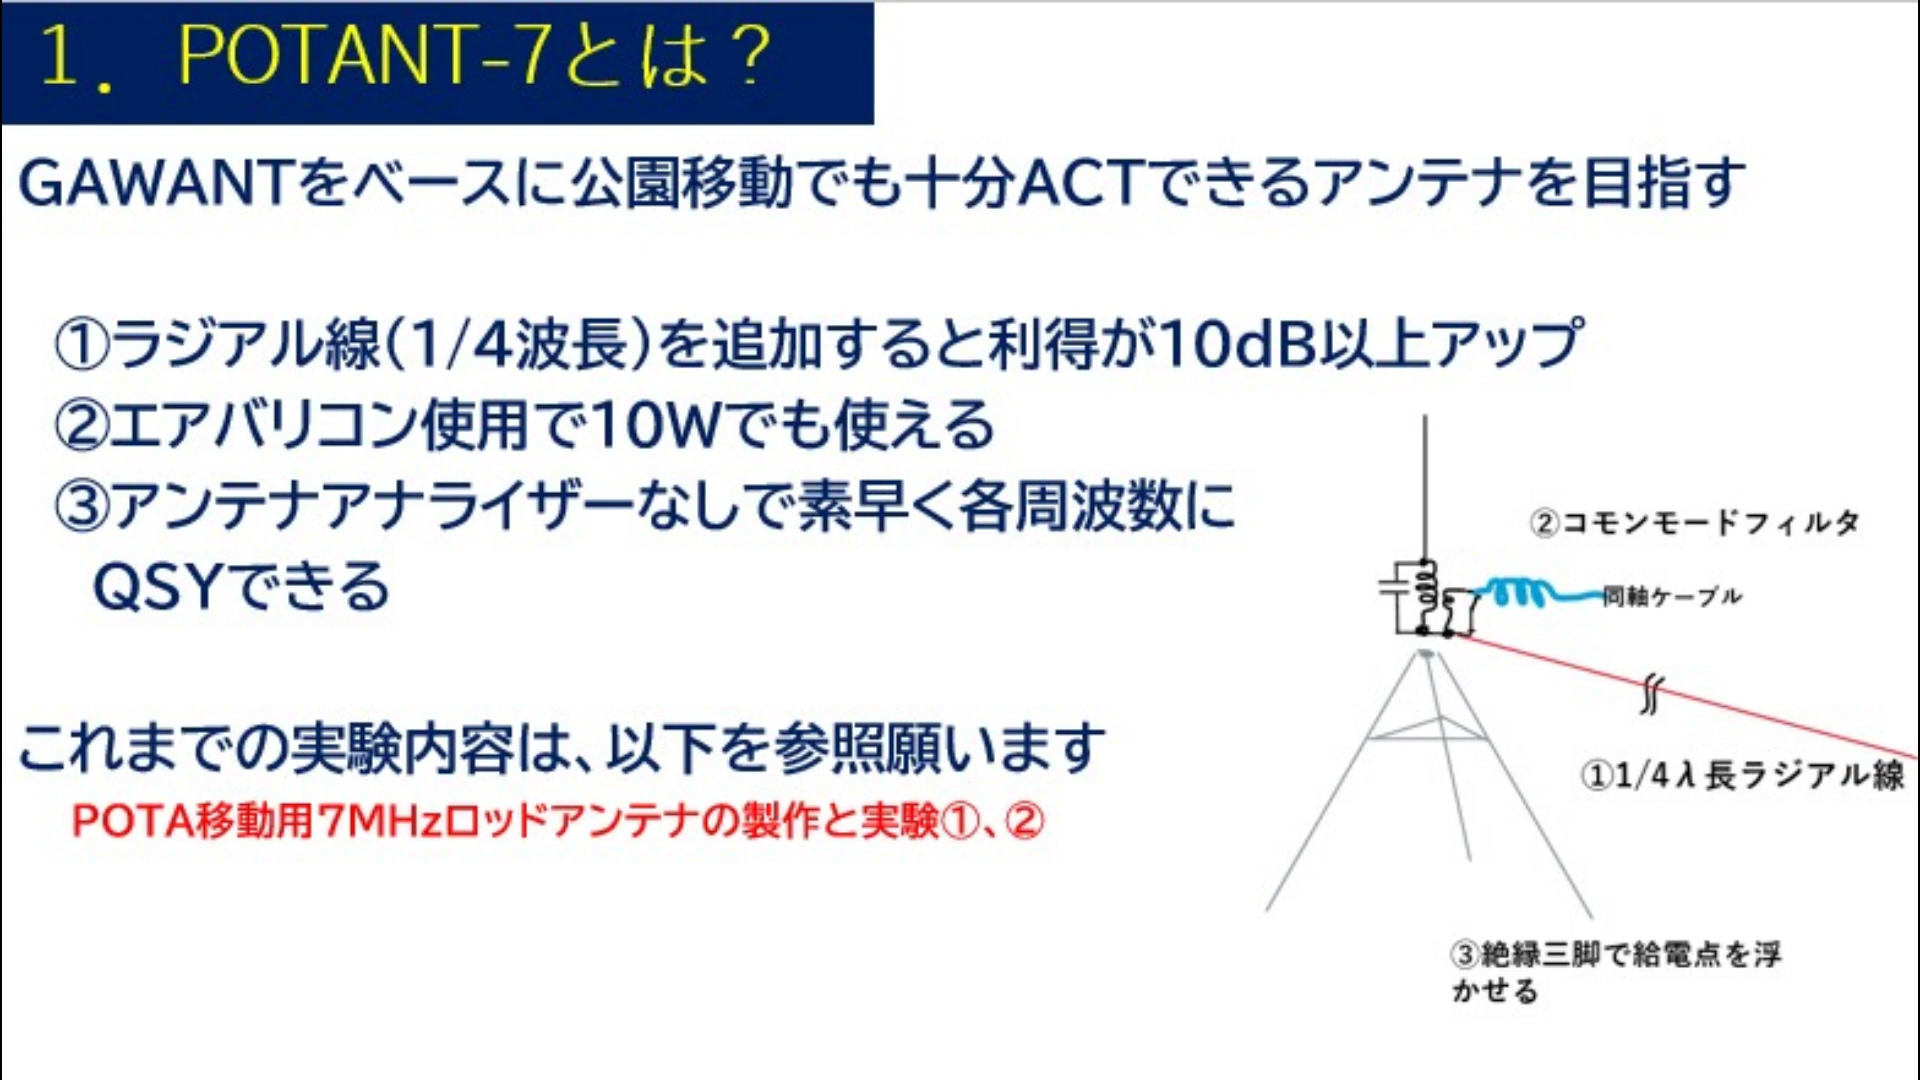 1．POTANT-7とは？
GAWANTをベースに公園移動でも十分ACTできるアンテナを目指す
①ラジアル線(1/4波長)を追加すると利得が10dB以上アップ
②エアバリコン使用で10Wでも使える
③アンテナアナライザーなしで素早く各周波数に
QSYできる
②コモンモードフィルタ
同軸ケーブル
①1/4λ長ラジアル線
③絶縁三脚で給電点を浮
かせる
これまでの実験内容は、以下を参照願います
POTA移動用7MHzロッドアンテナの製作と実験①、②